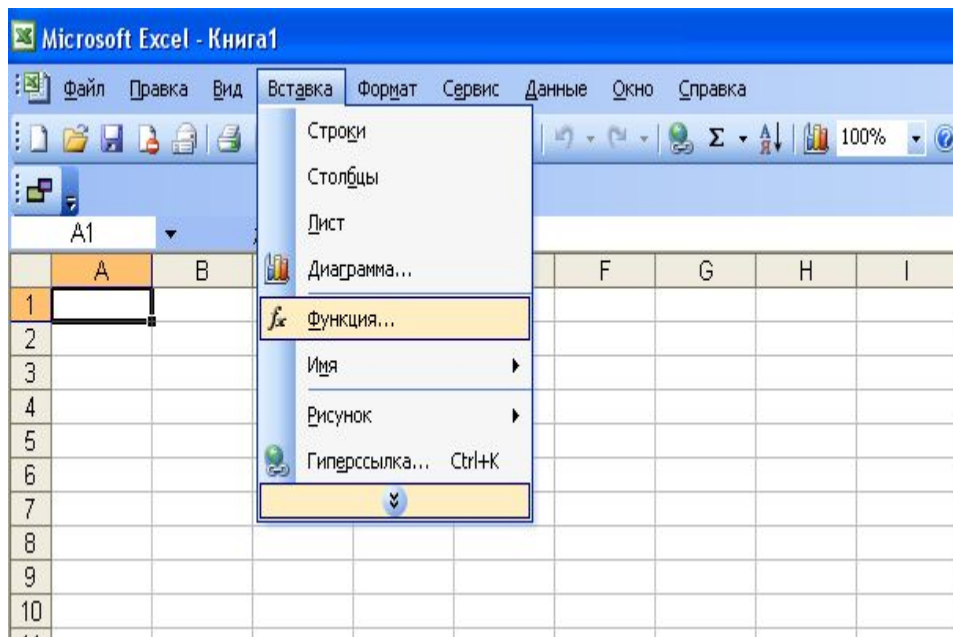 Microsoft Excel - Книга1
Файл Правка Вид Вставка Формат Сервис Данные Окно Справка
Строки
Σ А Я 100%
Столбцы
Лист
A1
Диаграмма...
A B F G H I
fx Функция...
Имя
Рисунок
Гиперссылка... Ctrl+K
1
2
3
4
5
6
7
8
9
10